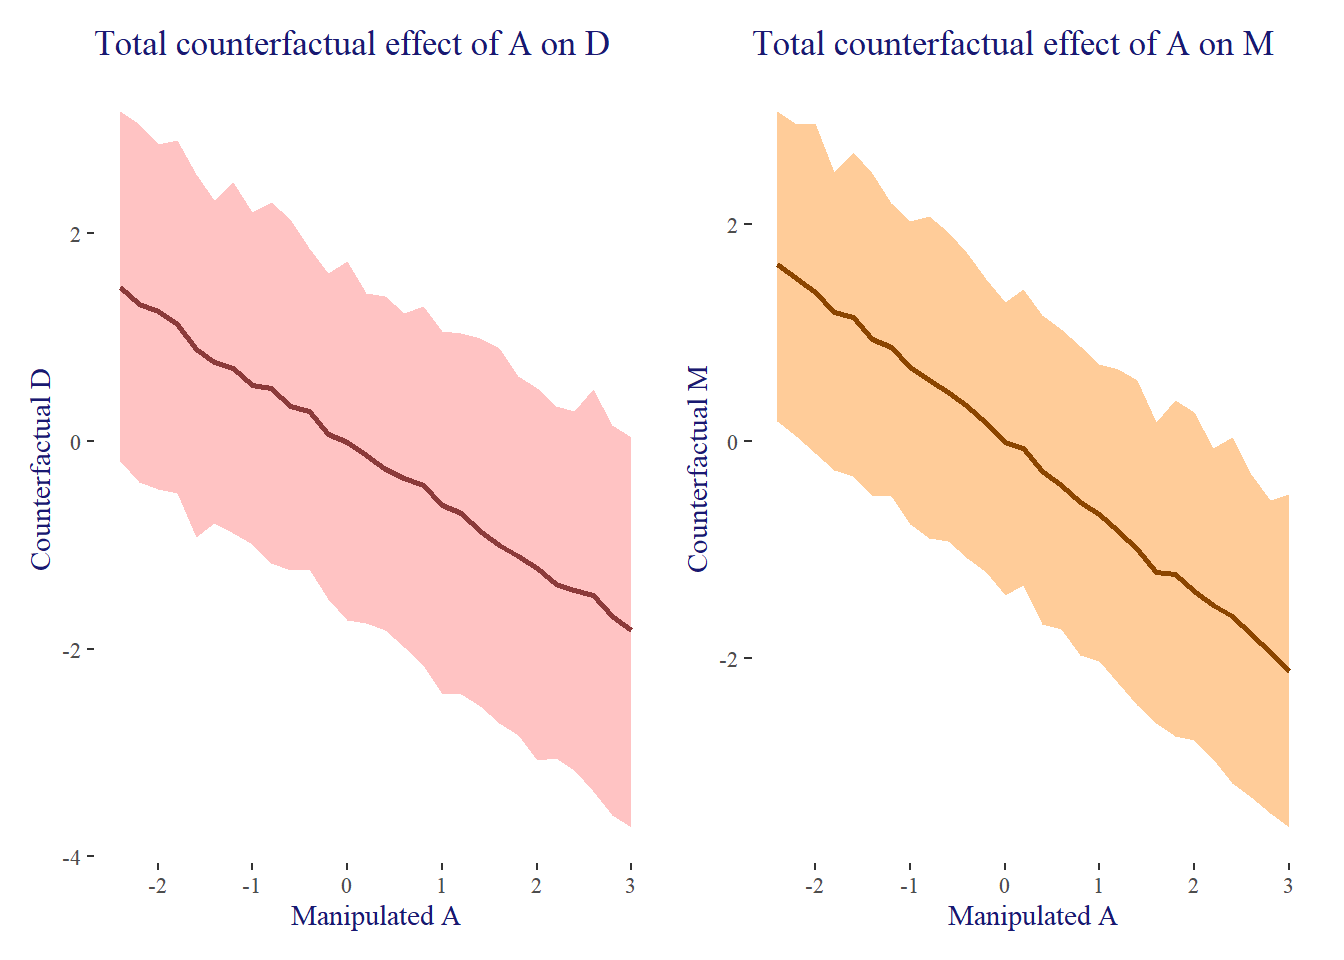 Total counterfactual effect of A on D
Counterfactual D
2
0
-2
-4
-2 -1 0 1 2 3
Manipulated A
Total counterfactual effect of A on M
Counterfactual M
2
0
-2
-2 -1 0 1 2 3
Manipulated A